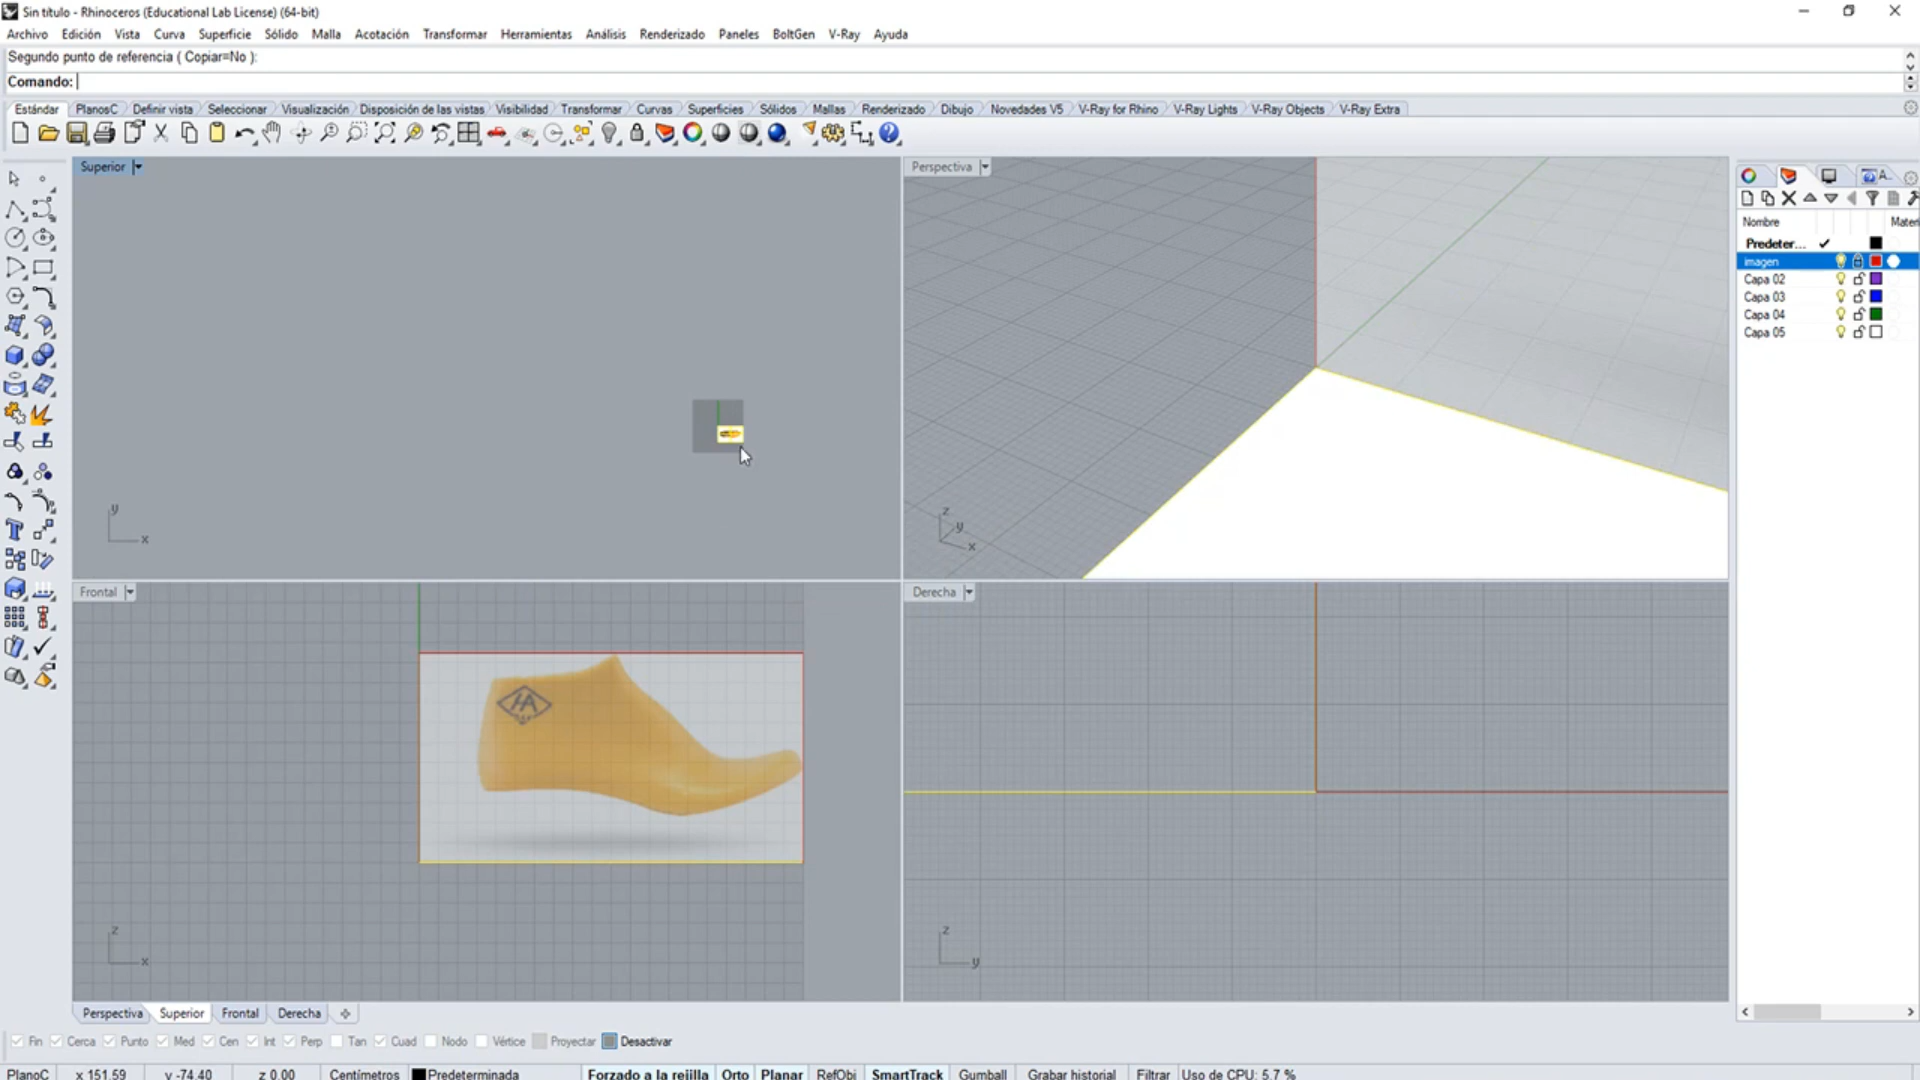 Sin título - Rhinoceros (Educational Lab License) (64-bit)
Archivo Edición Vista Curva Superficie Sólido Malla Acotación Transformar Herramientas Análisis Renderizado Paneles BoltGen V-Ray Ayuda
Segundo punto de referencia ( Copiar=No ):
Comando:
Estándar PlanosC Definir vista Seleccionar Visualización Disposición de las vistas Visibilidad Transformar Curvas Superficies Sólidos Mallas Renderizado Dibujo Novedades V5 V-Ray for Rhino V-Ray Lights V-Ray Objects V-Ray Extra
Superior
Perspectiva
A...
Nombre Materi
Predeter...
imagen
Capa 02
Capa 03
Capa 04
Capa 05
y
x
z
y
x
Frontal
Derecha
HA
z
x
z
y
Perspectiva Superior Frontal Derecha
Fin Cerca Punto Med Cen Int Perp Tan Cuad Nodo Vértice Proyectar Desactivar
PlanoC x 151.59 y -74.40 z 0.00 Centímetros Predeterminada Forzado a la rejilla Orto Planar RefObj SmartTrack Gumball Grabar historial Filtrar Uso de CPU: 5.7 %